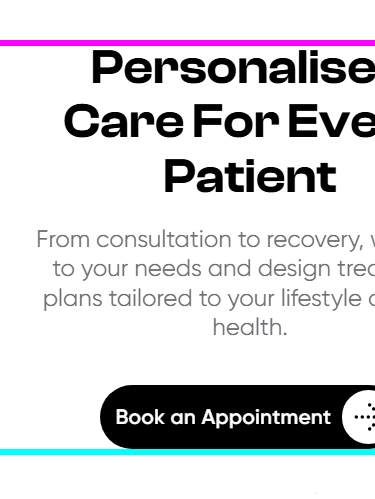 Personalise
Care For Eve
Patient
From consultation to recovery,
to your needs and design
plans tailored to your lifestyle
health.
Book an Appointment